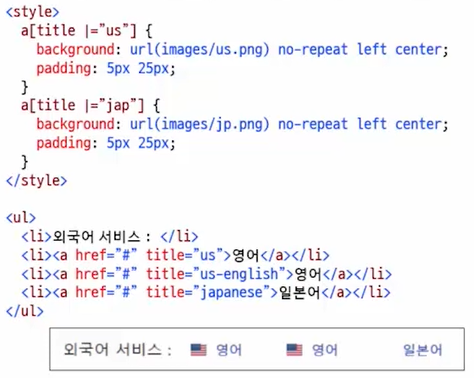 <style>
a[title |="us"] {
background: url(images/us.png) no-repeat left center;
padding: 5px 25px;
}
a[title |="jap"] {
background: url(images/jp.png) no-repeat left center;
padding: 5px 25px;
}
</style>
<ul>
<li>외국어 서비스 : </li>
<li><a href="#" title="us">영어</a></li>
<li><a href="#" title="us-english">영어</a></li>
<li><a href="#" title="japanese">일본어</a></li>
</ul>
외국어 서비스 : 영어 영어 일본어